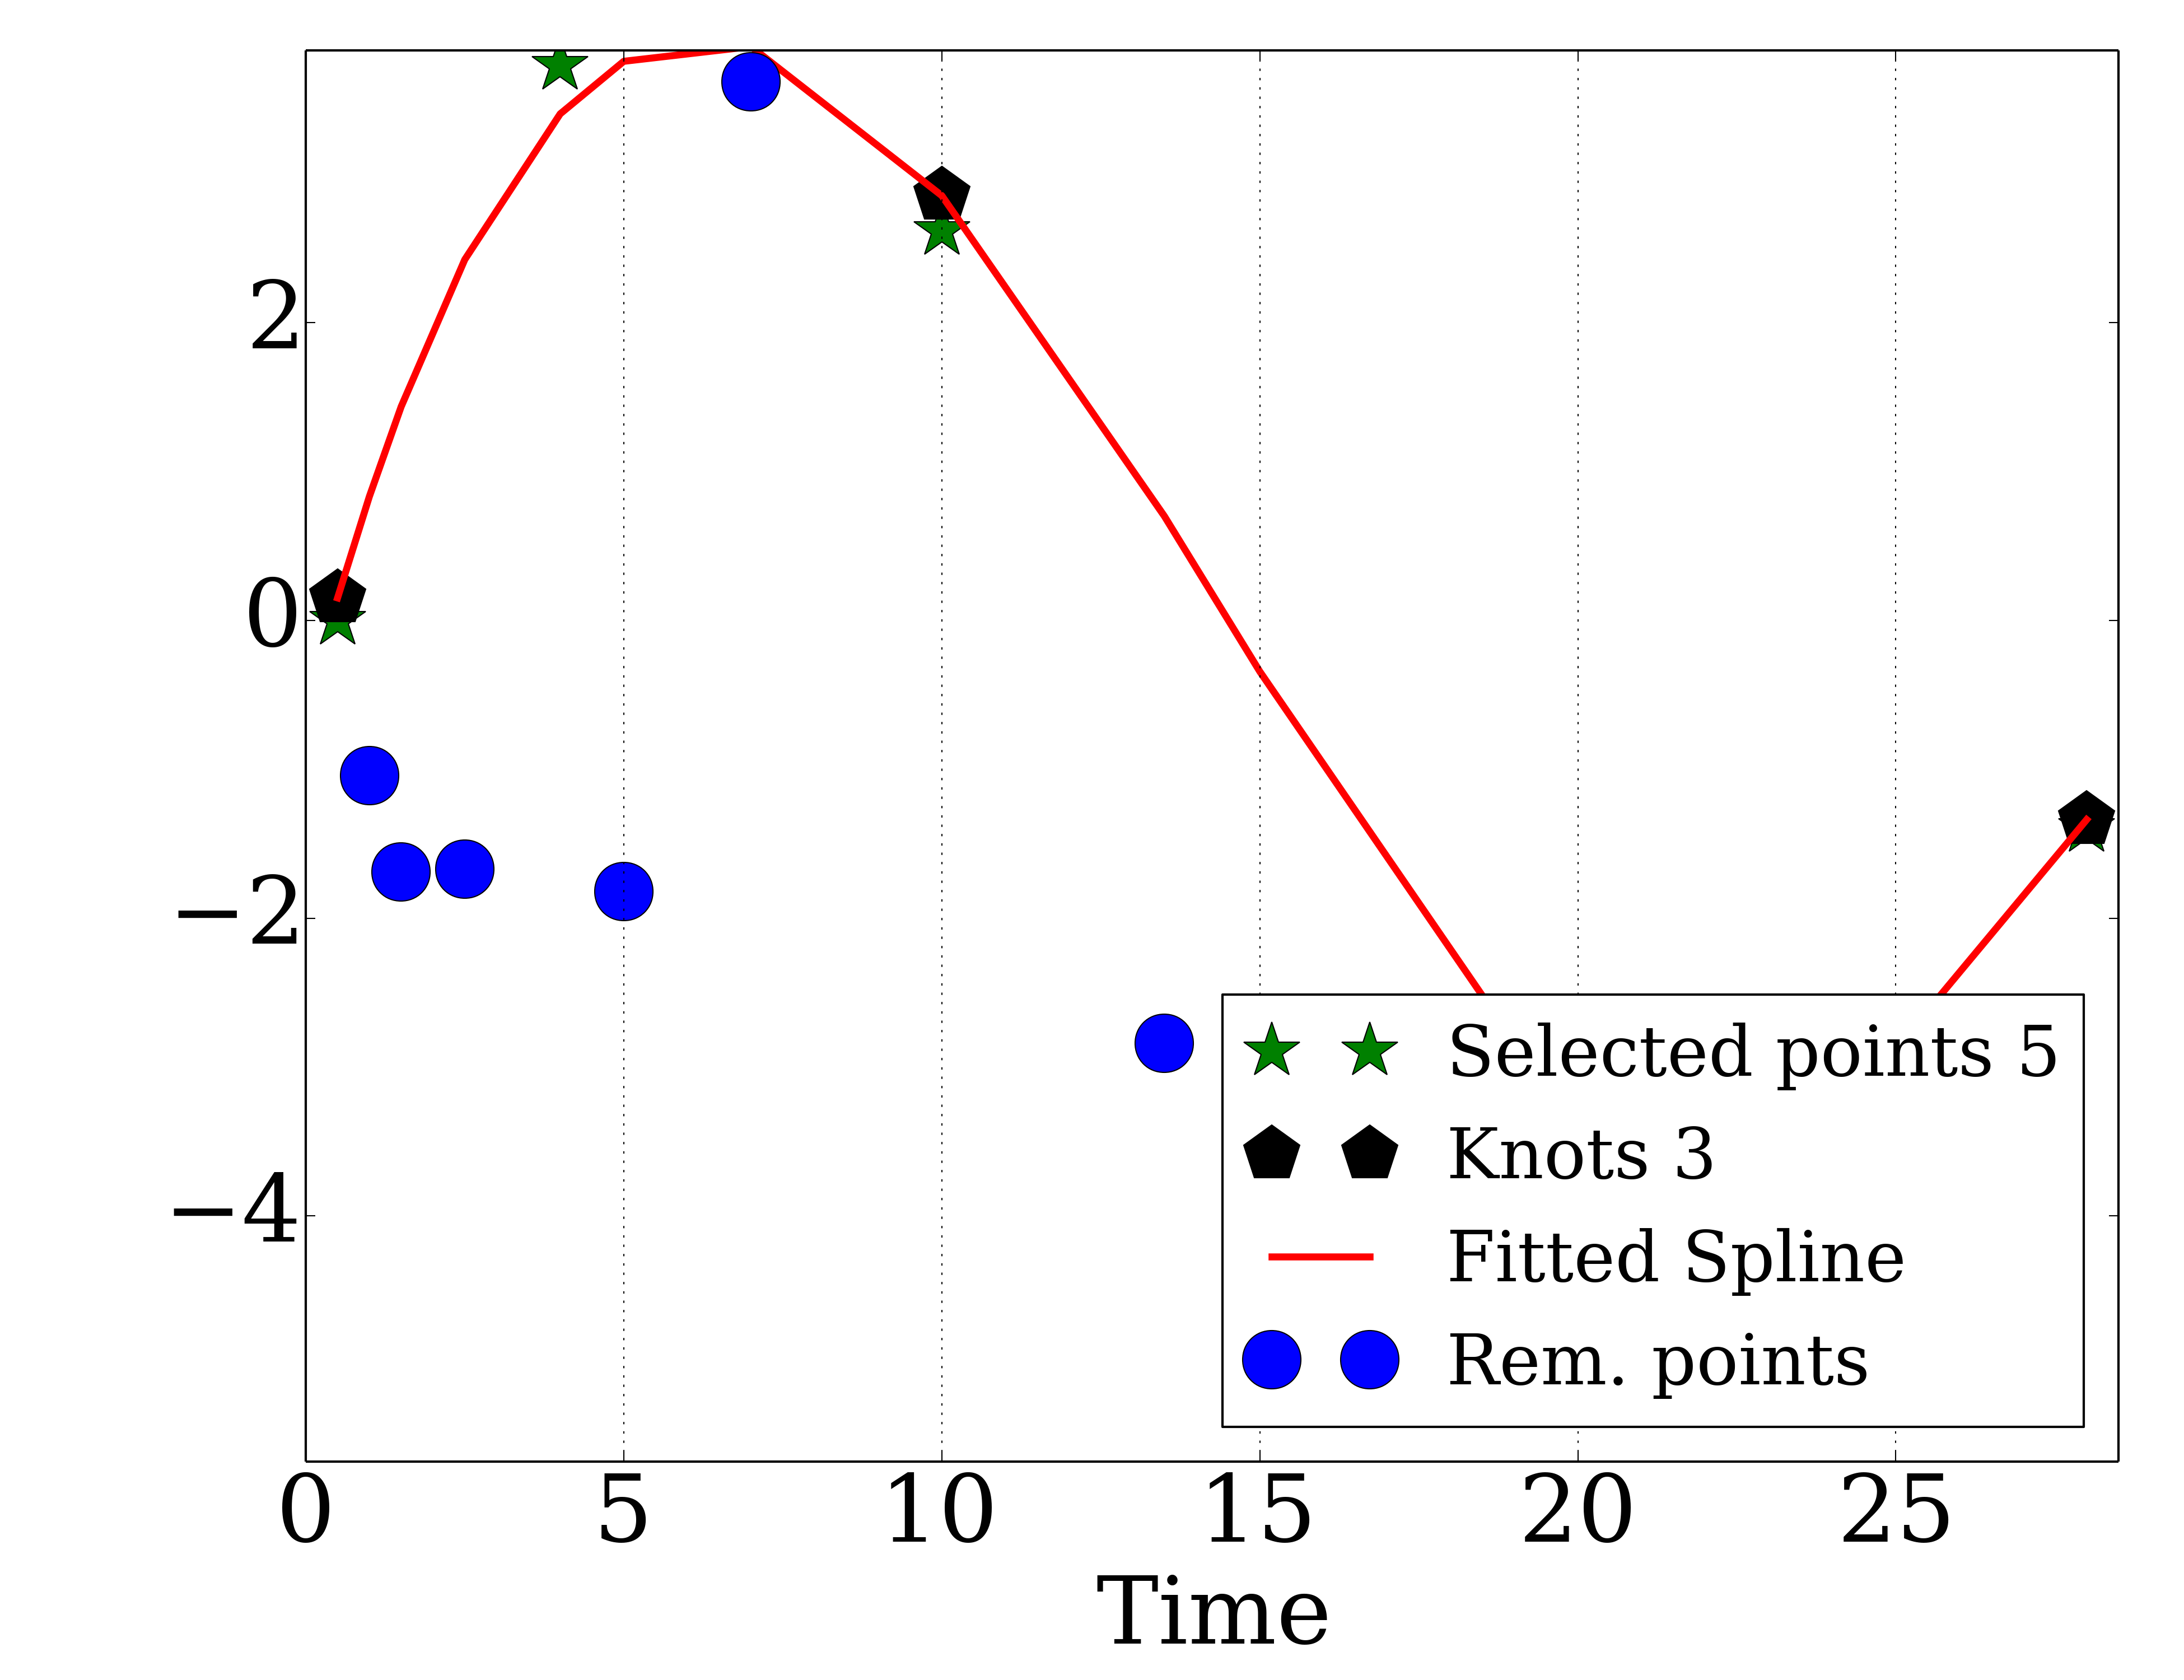 2
0
−2
−4
Selected points 5
Knots 3
Fitted Spline
Rem. points
0 5 10 15 20 25
Time